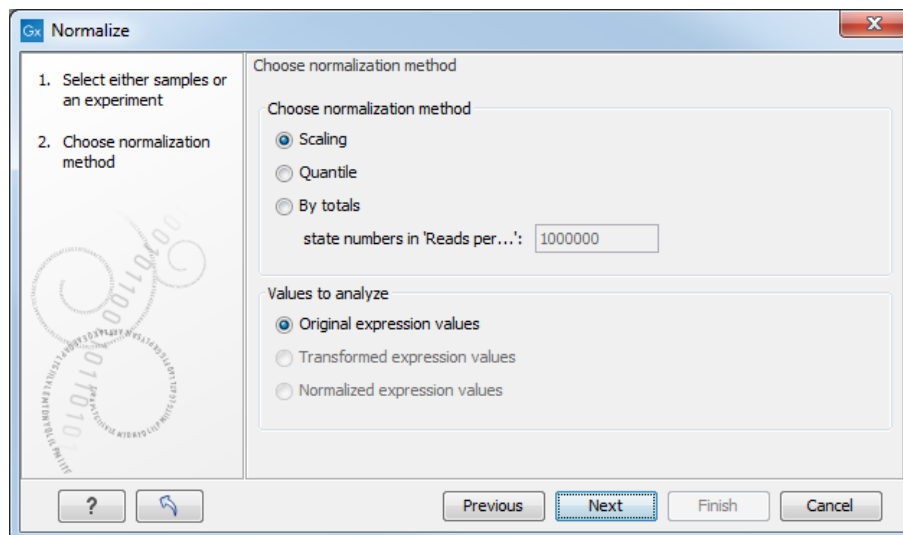 Gx Normalize
1. Select either samples or
an experiment
2. Choose normalization
method
Choose normalization method
Choose normalization method
Scaling
Quantile
By totals
state numbers in 'Reads per...': 1000000
Values to analyze
Original expression values
Transformed expression values
Normalized expression values
? Previous Next Finish Cancel